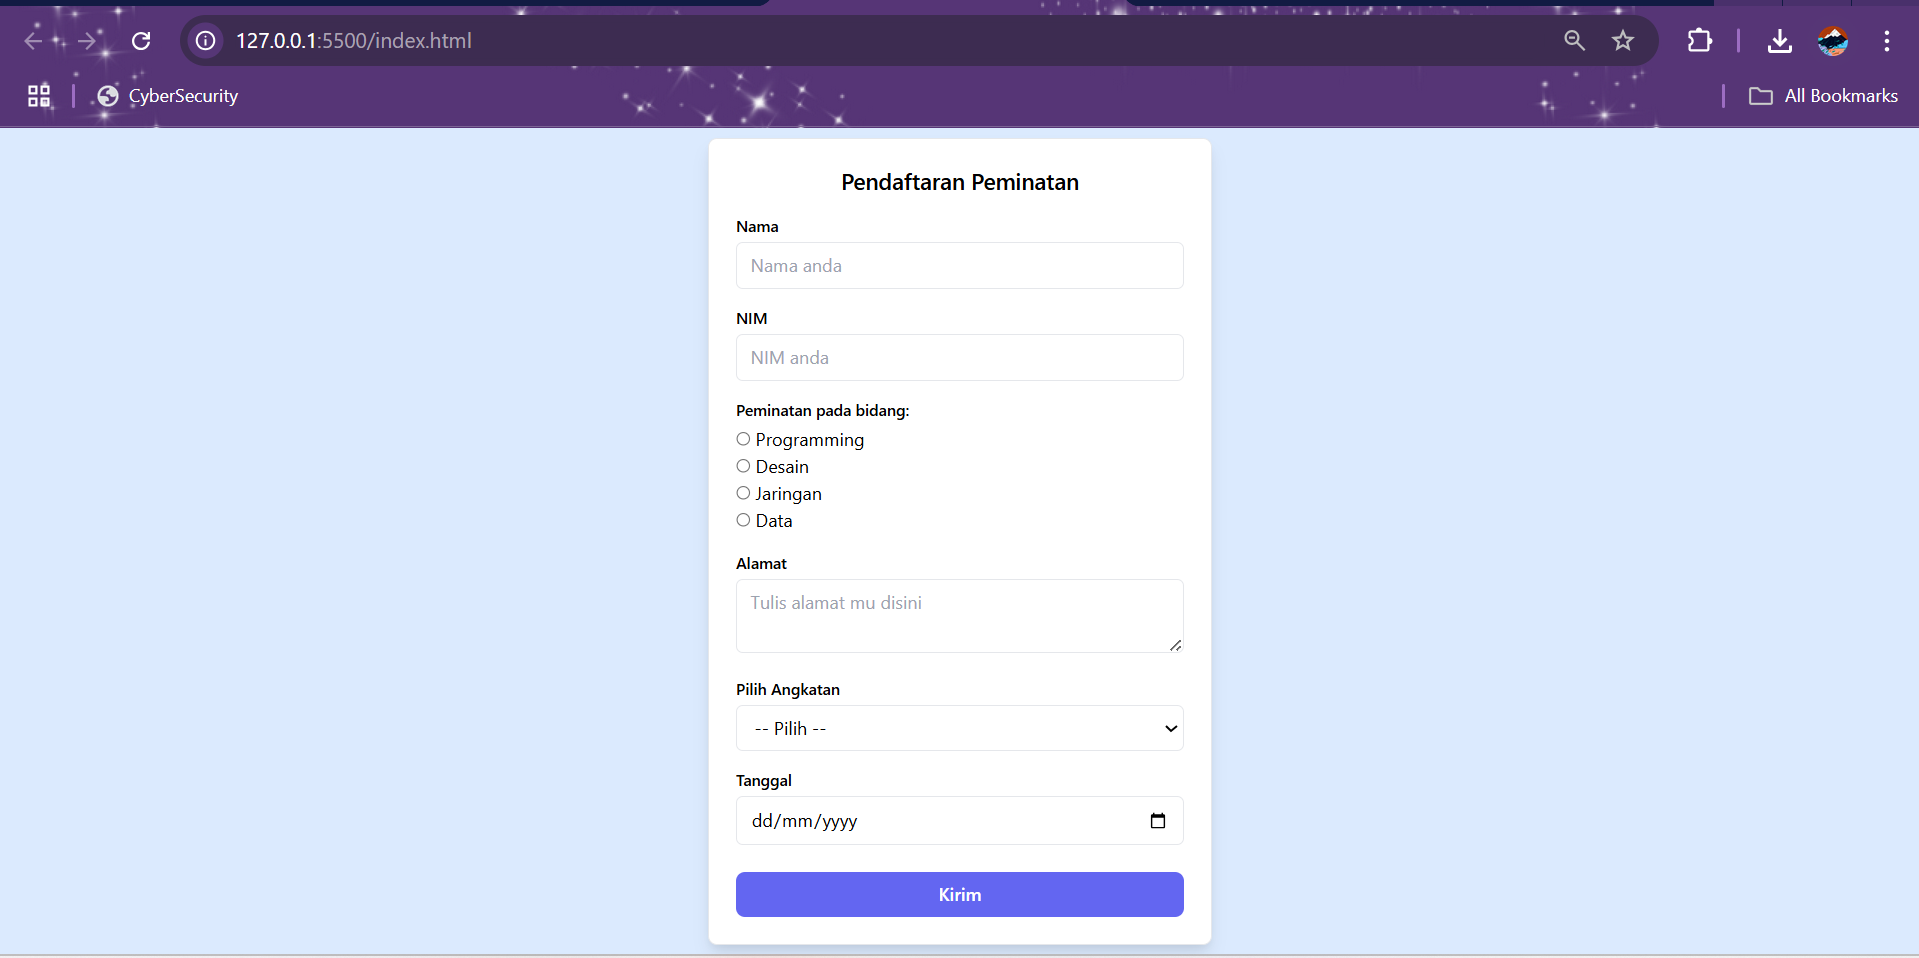 127.0.0.1:5500/index.html
CyberSecurity
All Bookmarks
Pendaftaran Peminatan
Nama
Nama anda
NIM
NIM anda
Peminatan pada bidang:
Programming
Desain
Jaringan
Data
Alamat
Tulis alamat mu disini
Pilih Angkatan
-- Pilih --
Tanggal
dd/mm/yyyy
Kirim